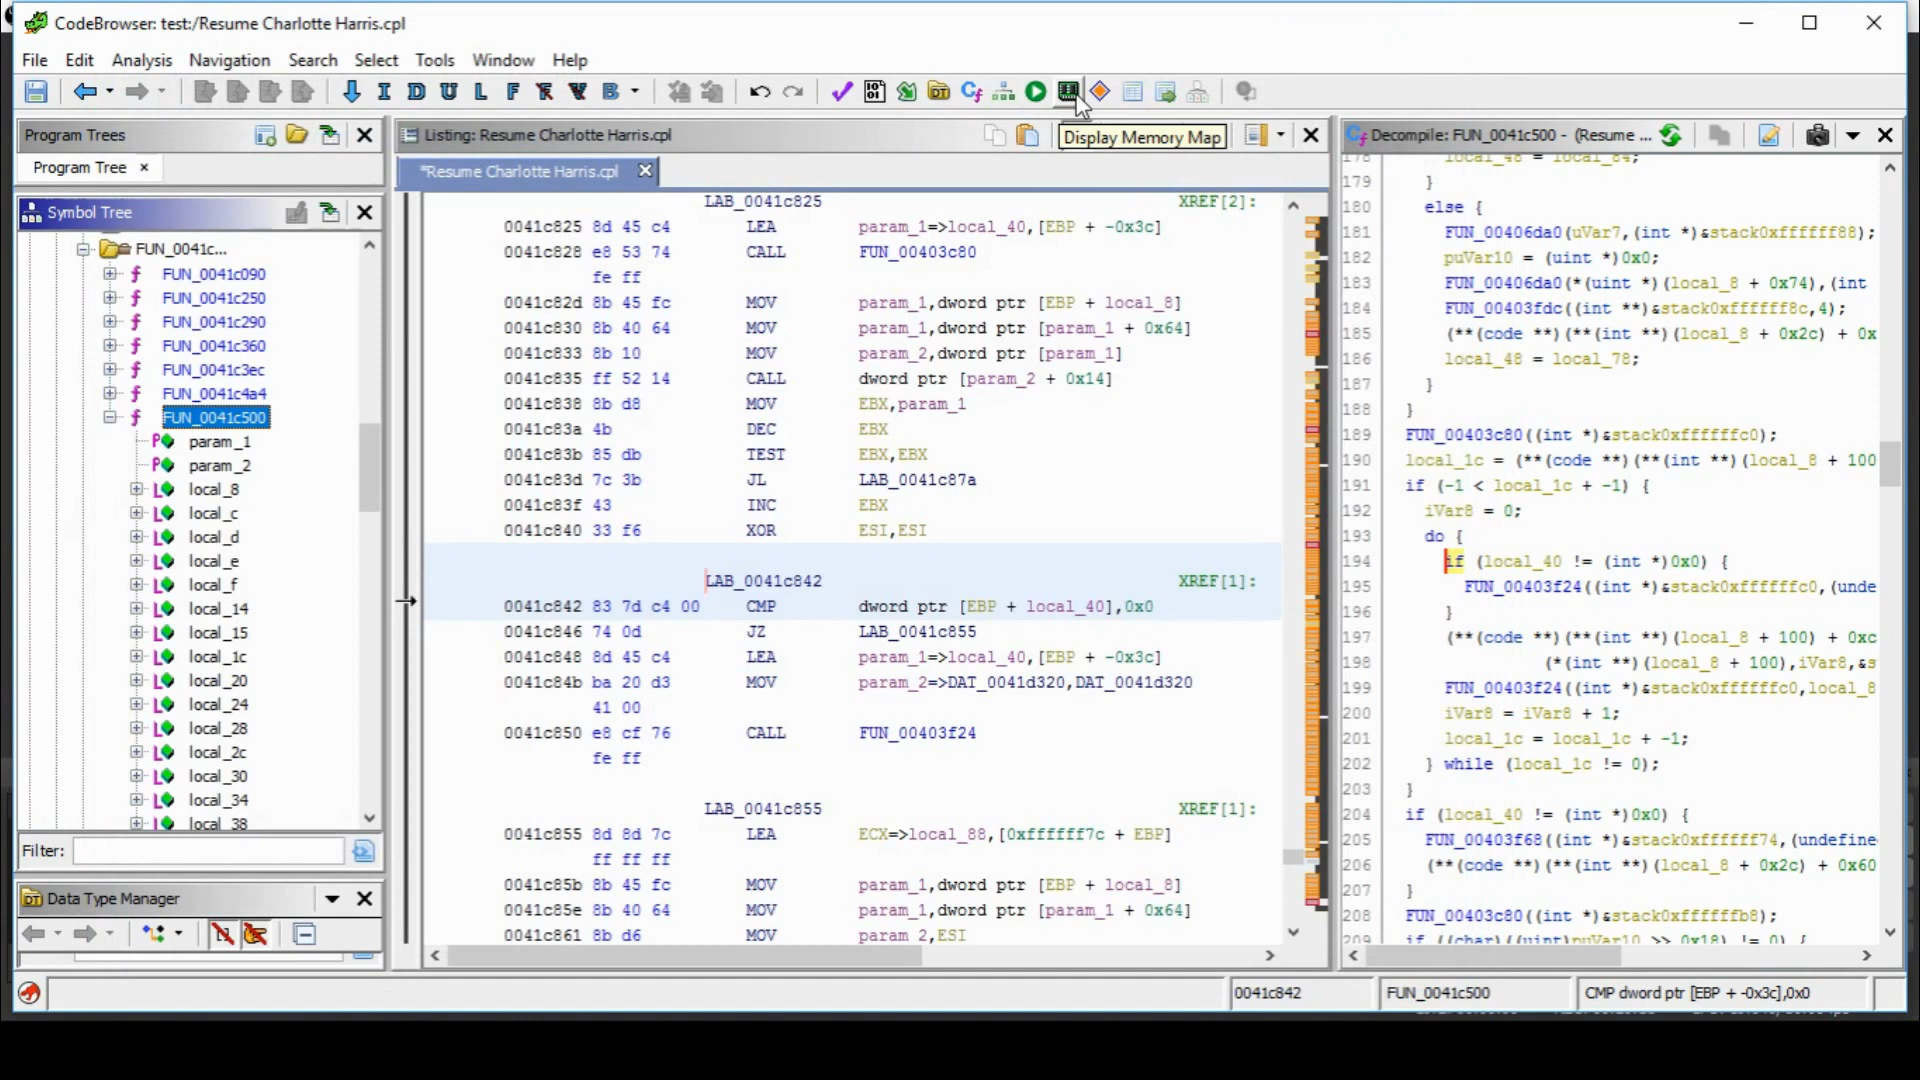 CodeBrowser: test:/Resume Charlotte Harris.cpl
File Edit Analysis Navigation Search Select Tools Window Help
I D U L F B
Display Memory Map
Program Trees
Program Tree ×
Symbol Tree
FUN_0041c...
FUN_0041c090
FUN_0041c250
FUN_0041c290
FUN_0041c360
FUN_0041c3ec
FUN_0041c4a4
FUN_0041c500
param_1
param_2
local_8
local_c
local_d
local_e
local_f
local_14
local_15
local_1c
local_20
local_24
local_28
local_2c
local_30
local_34
local_38
Filter:
Data Type Manager
Listing: Resume Charlotte Harris.cpl
*Resume Charlotte Harris.cpl
LAB_0041c825 XREF[2]:
0041c825 8d 45 c4 LEA param_1=>local_40,[EBP + -0x3c]
0041c828 e8 53 74 CALL FUN_00403c80
fe ff
0041c82d 8b 45 fc MOV param_1,dword ptr [EBP + local_8]
0041c830 8b 40 64 MOV param_1,dword ptr [param_1 + 0x64]
0041c833 8b 10 MOV param_2,dword ptr [param_1]
0041c835 ff 52 14 CALL dword ptr [param_2 + 0x14]
0041c838 8b d8 MOV EBX,param_1
0041c83a 4b DEC EBX
0041c83b 85 db TEST EBX,EBX
0041c83d 7c 3b JL LAB_0041c87a
0041c83f 43 INC EBX
0041c840 33 f6 XOR ESI,ESI
LAB_0041c842 XREF[1]:
0041c842 83 7d c4 00 CMP dword ptr [EBP + local_40],0x0
0041c846 74 0d JZ LAB_0041c855
0041c848 8d 45 c4 LEA param_1=>local_40,[EBP + -0x3c]
0041c84b ba 20 d3 MOV param_2=>DAT_0041d320,DAT_0041d320
41 00
0041c850 e8 cf 76 CALL FUN_00403f24
fe ff
LAB_0041c855 XREF[1]:
0041c855 8d 8d 7c LEA ECX=>local_88,[0xffffff7c + EBP]
ff ff ff
0041c85b 8b 45 fc MOV param_1,dword ptr [EBP + local_8]
0041c85e 8b 40 64 MOV param_1,dword ptr [param_1 + 0x64]
0041c861 8b d6 MOV param_2,ESI
Decompile: FUN_0041c500 - (Resume ...
178 local_48 = local_84;
179 }
180 else {
181 FUN_00406da0(uVar7,(int *)&stack0xffffff88);
182 puVar10 = (uint *)0x0;
183 FUN_00406da0(*(uint *)(local_8 + 0x74),(int
184 FUN_00403fdc((int **)&stack0xffffff8c,4);
185 (**(code **)(**(int **)(local_8 + 0x2c) + 0x
186 local_48 = local_78;
187 }
188 }
189 FUN_00403c80((int *)&stack0xffffffc0);
190 local_1c = (**(code **)(**(int **)(local_8 + 100
191 if (-1 < local_1c + -1) {
192 iVar8 = 0;
193 do {
194 if (local_40 != (int *)0x0) {
195 FUN_00403f24((int *)&stack0xffffffc0,(unde
196 }
197 (**(code **)(**(int **)(local_8 + 100) + 0xc
198 (*(int **)(local_8 + 100),iVar8,&s
199 FUN_00403f24((int *)&stack0xffffffc0,local_8
200 iVar8 = iVar8 + 1;
201 local_1c = local_1c + -1;
202 } while (local_1c != 0);
203 }
204 if (local_40 != (int *)0x0) {
205 FUN_00403f68((int *)&stack0xffffff74,(undefine
206 (**(code **)(**(int **)(local_8 + 0x2c) + 0x60
207 }
208 FUN_00403c80((int *)&stack0xffffffb8);
209 if ((char)((uint)puVar10 >> 0x18) != 0) {
0041c842 FUN_0041c500 CMP dword ptr [EBP + -0x3c],0x0